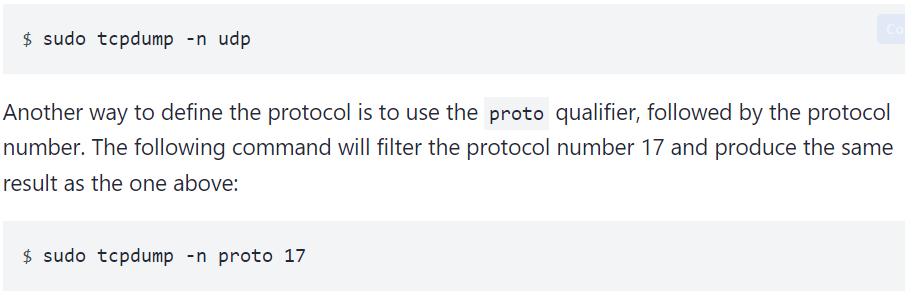 $ sudo tcpdump -n udp
Co
Another way to define the protocol is to use the proto qualifier, followed by the protocol
number. The following command will filter the protocol number 17 and produce the same
result as the one above:
$ sudo tcpdump -n proto 17